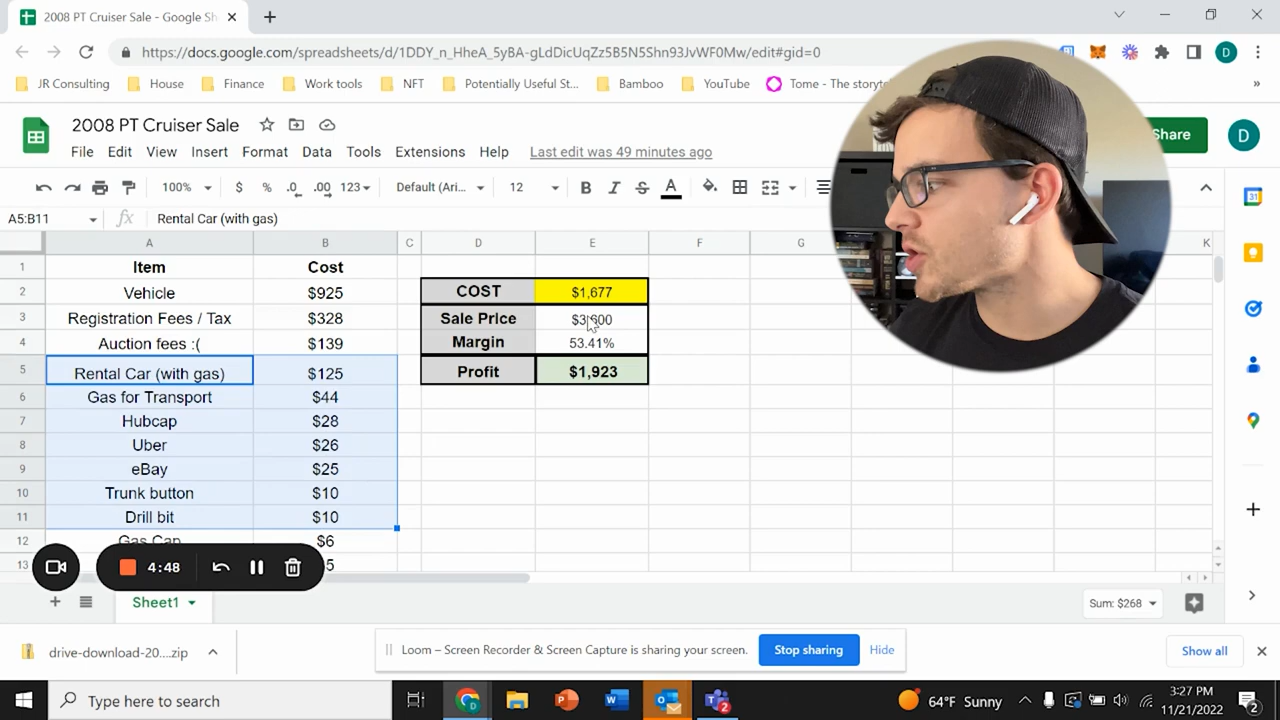 2008 PT Cruiser Sale - Google Sh
https://docs.google.com/spreadsheets/d/1DDY_n_HheA_5yBA-gLdDicUqZz5B5N5Shn93JvWF0Mw/edit#gid=0
JR Consulting House Finance Work tools NFT Potentially Useful St... Bamboo YouTube Tome - The storyt
2008 PT Cruiser Sale
Share D
File Edit View Insert Format Data Tools Extensions Help Last edit was 49 minutes ago
100% $ % .0 .00 123 Default (Ari... 12 B I S A
A5:B11 fx Rental Car (with gas)
A B C D E F G K
1 Item Cost
2 Vehicle $925 COST $1,677
3 Registration Fees / Tax $328 Sale Price $3,600
4 Auction fees :( $139 Margin 53.41%
5 Rental Car (with gas) $125 Profit $1,923
6 Gas for Transport $44
7 Hubcap $28
8 Uber $26
9 eBay $25
10 Trunk button $10
11 Drill bit $10
12 Gas Cap $6
13 5
4:48
Sheet1 Sum: $268
drive-download-20....zip Loom – Screen Recorder & Screen Capture is sharing your screen. Stop sharing Hide Show all
Type here to search 64°F Sunny 3:27 PM
11/21/2022 2